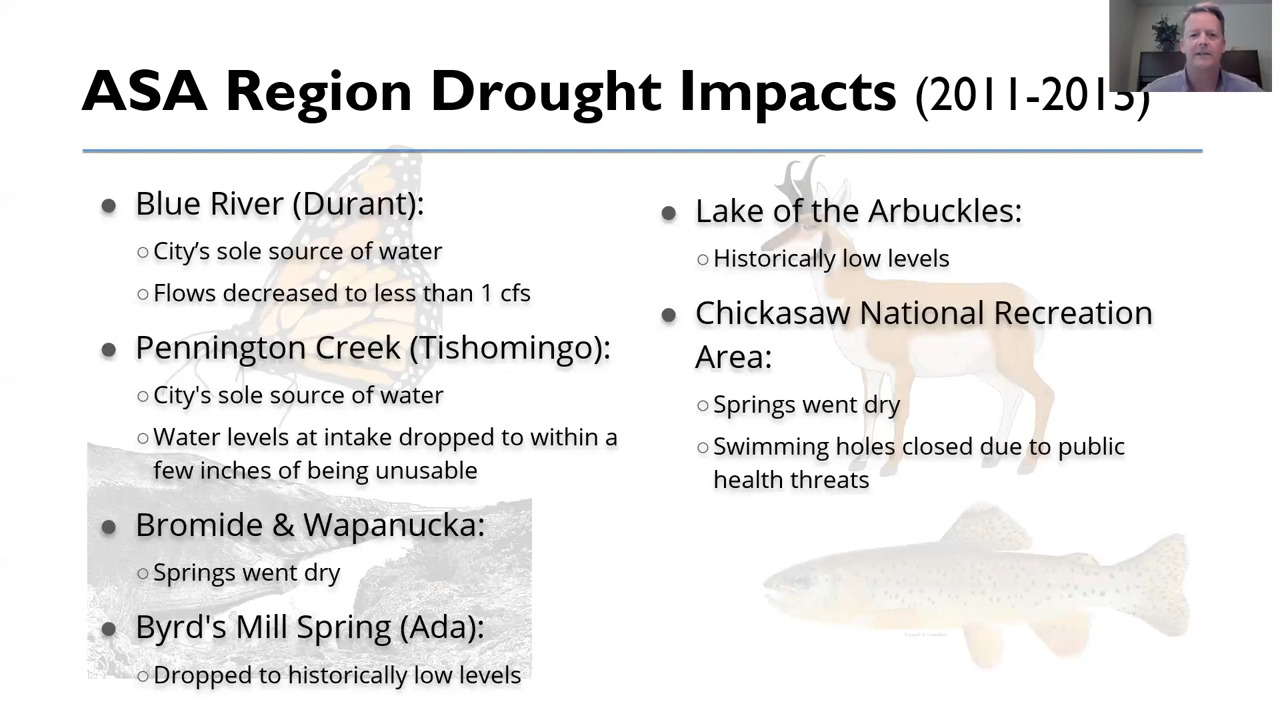 ASA Region Drought Impacts (2011-2015)
● Blue River (Durant):
○ City’s sole source of water
○ Flows decreased to less than 1 cfs
● Pennington Creek (Tishomingo):
○ City's sole source of water
○ Water levels at intake dropped to within a
few inches of being unusable
● Bromide & Wapanucka:
○ Springs went dry
● Byrd's Mill Spring (Ada):
○ Dropped to historically low levels
● Lake of the Arbuckles:
○ Historically low levels
● Chickasaw National Recreation
Area:
○ Springs went dry
○ Swimming holes closed due to public
health threats